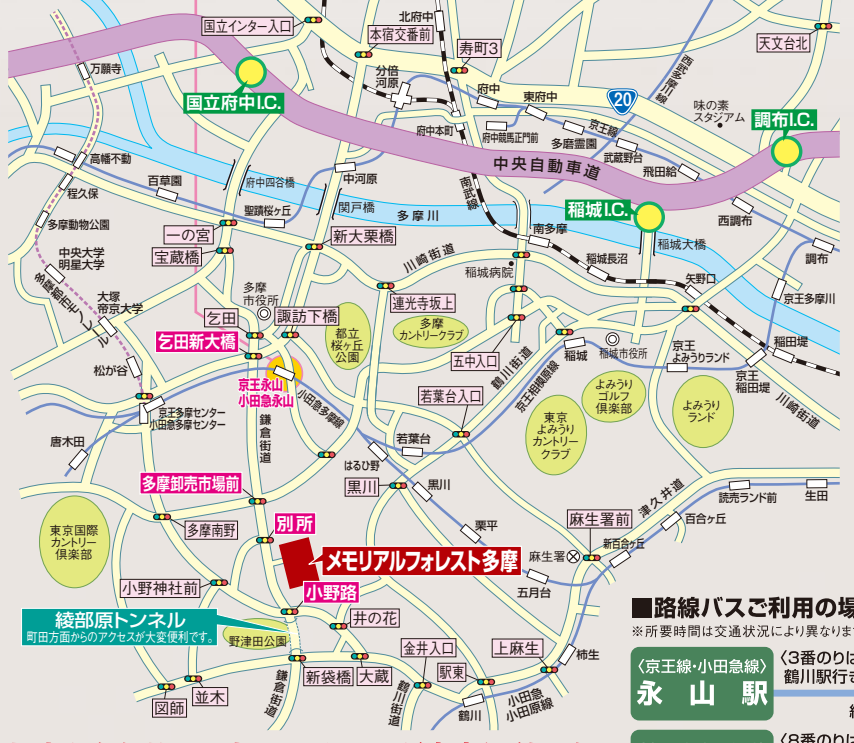 国立インター入口
北府中
本宿交番前
寿町3
天文台北
万願寺
分倍
河原
国立府中I.C.
府中
東府中
20
西武多摩川線
味の素
スタジアム
調布I.C.
府中本町
府中競馬正門前
京王線
多磨霊園
武蔵野台
飛田給
高幡不動
百草園
府中四谷橋
中河原
中央自動車道
程久保
聖蹟桜ヶ丘
関戸橋
多摩川
南武線
稲城I.C.
西調布
多摩動物公園
一の宮
新大栗橋
南多摩
稲城大橋
宝蔵橋
川崎街道
稲城病院
稲城長沼
調布
中央大学
明星大学
多摩都市モノレール
多摩
市役所
連光寺坂上
矢野口
京王多摩川
大塚
帝京大学
乞田
諏訪下橋
都立
桜ヶ丘
公園
多摩
カントリークラブ
乞田新大橋
五中入口
稲城
稲城市役所
京王
よみうりランド
稲田堤
京王
稲田堤
松が谷
京王永山
小田急永山
小田急多摩線
鶴川街道
京王相模原線
若葉台入口
よみうり
ゴルフ
倶楽部
よみうり
ランド
川崎街道
京王多摩センター
小田急多摩センター
鎌倉街道
東京
よみうり
カントリー
クラブ
唐木田
若葉台
はるひ野
多摩卸売市場前
黒川
黒川
津久井道
読売ランド前
生田
東京国際
カントリー
倶楽部
多摩南野
別所
栗平
麻生署前
百合ヶ丘
メモリアルフォレスト多摩
麻生署
新百合ヶ丘
小野神社前
小野路
五月台
綾部原トンネル
町田方面からのアクセスが大変便利です。
野津田公園
井の花
金井入口
上麻生
柿生
新袋橋
大蔵
駅東
図師
並木
鎌倉街道
鶴川街道
鶴川
小田急
小田原線
■路線バスご利用の場
※所要時間は交通状況により異なりま
〈京王線・小田急線〉
永山駅
〈3番のりは
鶴川駅行き
〈8番のりは